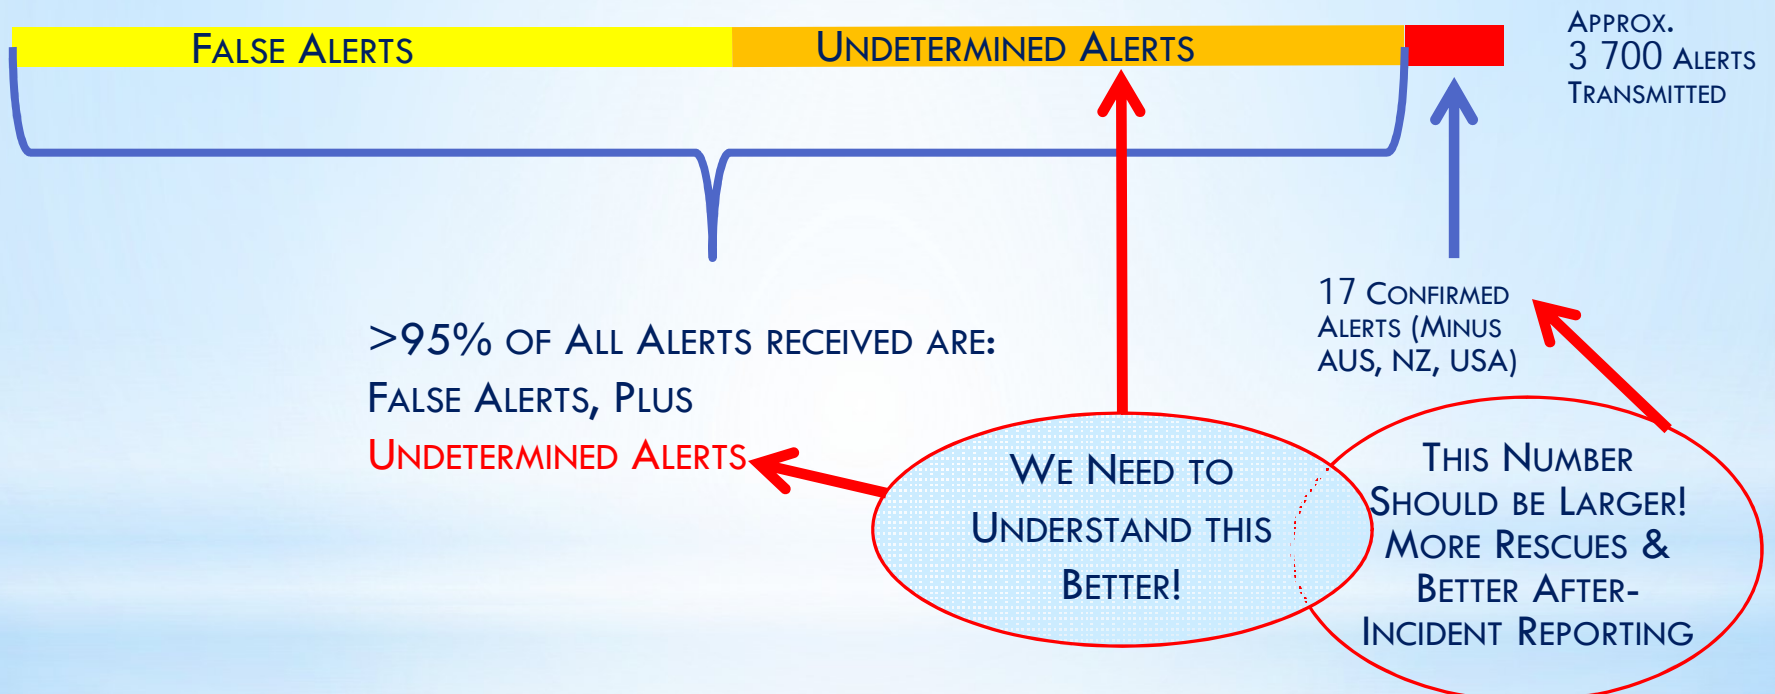 False Alerts
Undetermined Alerts
Approx.
3 700 Alerts
Transmitted
17 Confirmed
Alerts (Minus
AUS, NZ, USA)
>95% of All Alerts received are:
False Alerts, Plus
Undetermined Alerts
We Need to
Understand this
Better!
This Number
Should be Larger!
More Rescues &
Better After-
Incident Reporting